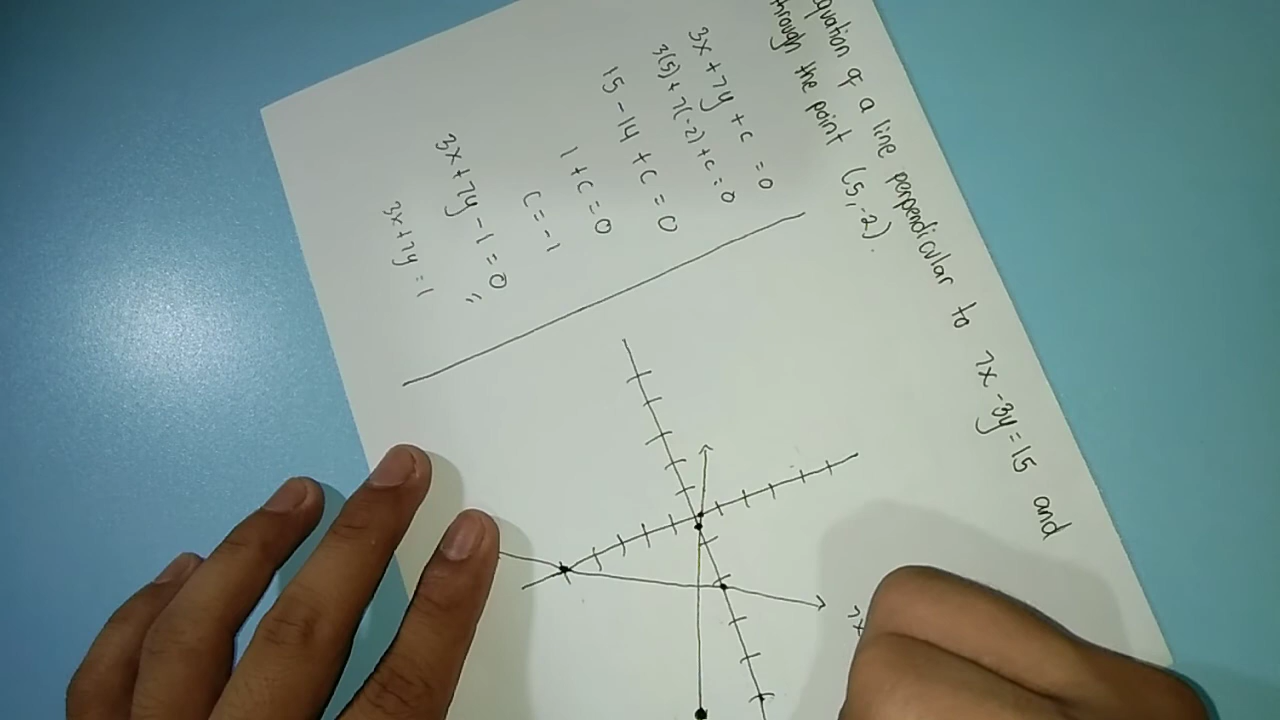 equation of a line perpendicular to 7x - 3y = 15 and
through the point (5, -2).
3x + 7y + c = 0
3(5) + 7(-2) + c = 0
15 - 14 + c = 0
1 + c = 0
c = -1
3x + 7y - 1 = 0 "
3x + 7y = 1
7x